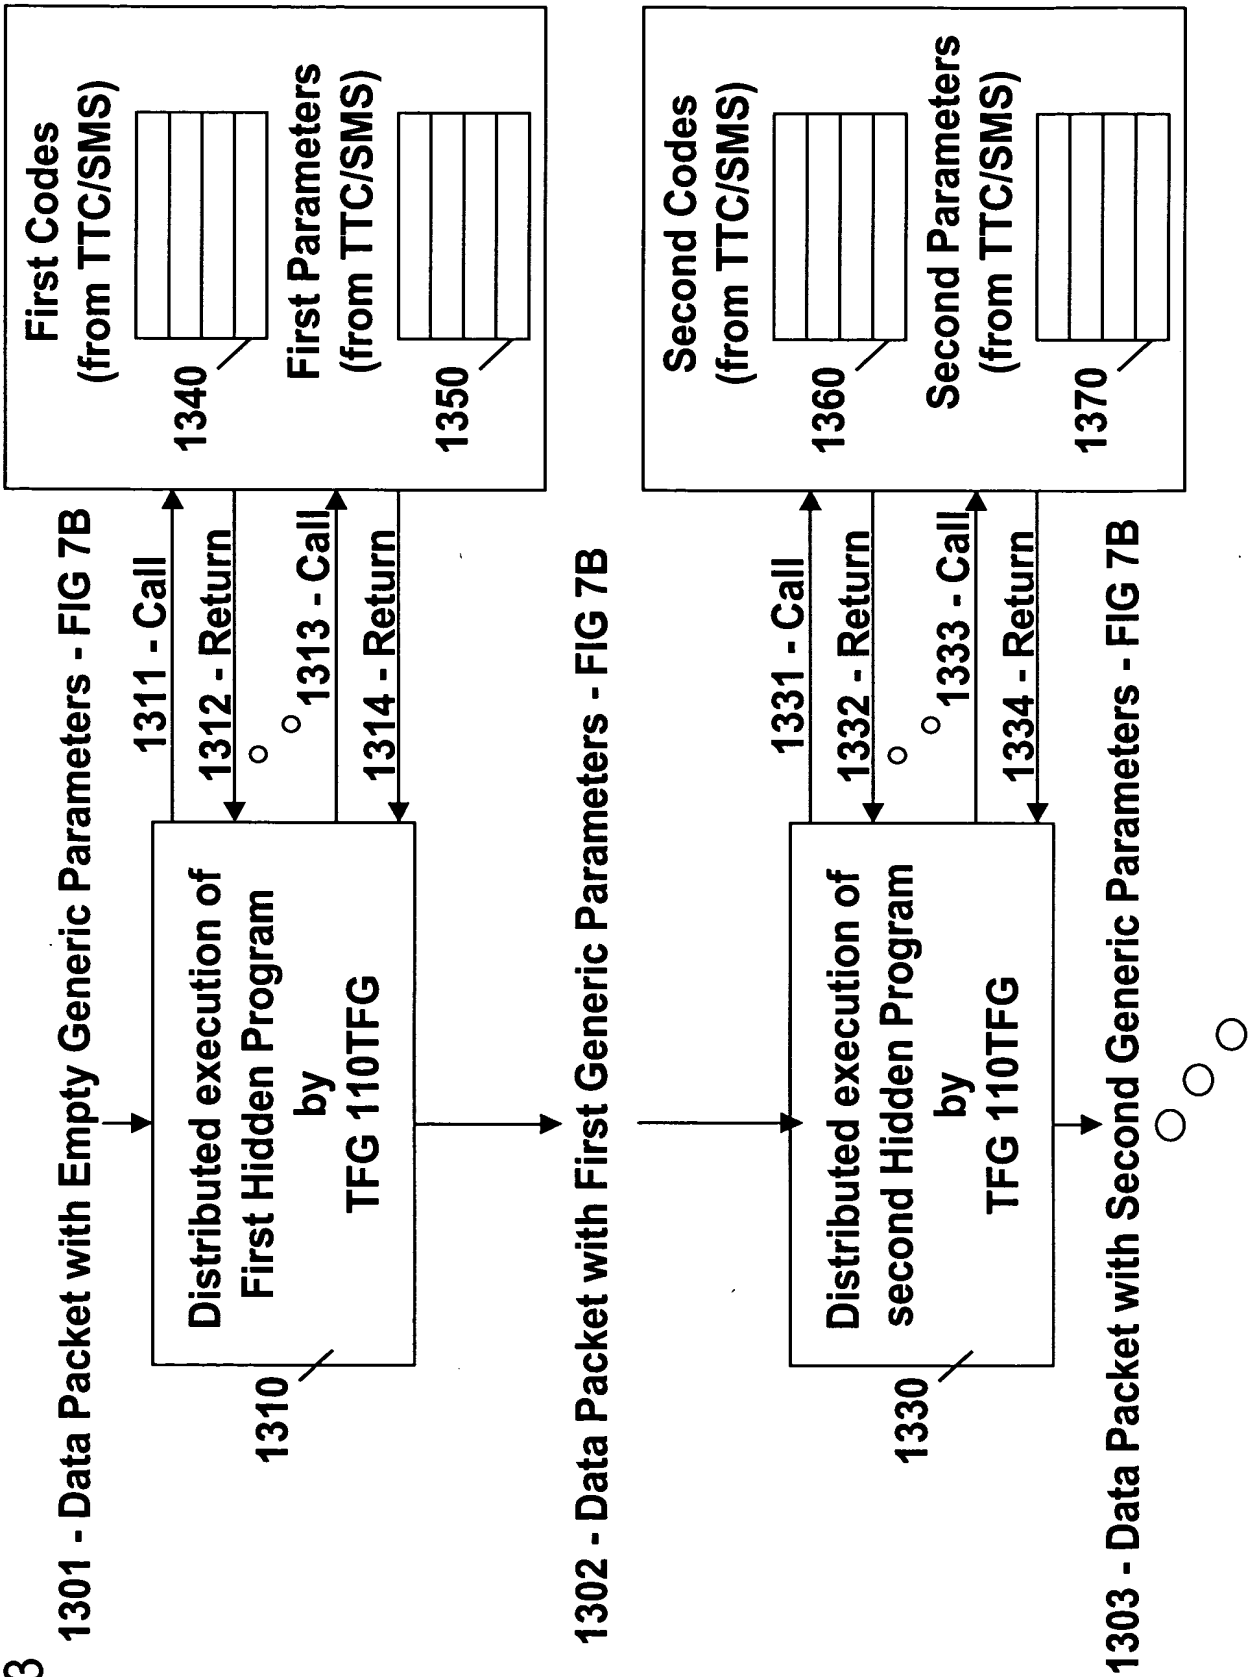 3
1301 - Data Packet with Empty Generic Parameters - FIG 7B
Distributed execution of
First Hidden Program
by
TFG 110TFG
1310
1311 - Call
1312 - Return
1313 - Call
1314 - Return
First Codes
(from TTC/SMS)
1340
First Parameters
(from TTC/SMS)
1350
1302 - Data Packet with First Generic Parameters - FIG 7B
Distributed execution of
second Hidden Program
by
TFG 110TFG
1330
1331 - Call
1332 - Return
1333 - Call
1334 - Return
Second Codes
(from TTC/SMS)
1360
Second Parameters
(from TTC/SMS)
1370
1303 - Data Packet with Second Generic Parameters - FIG 7B